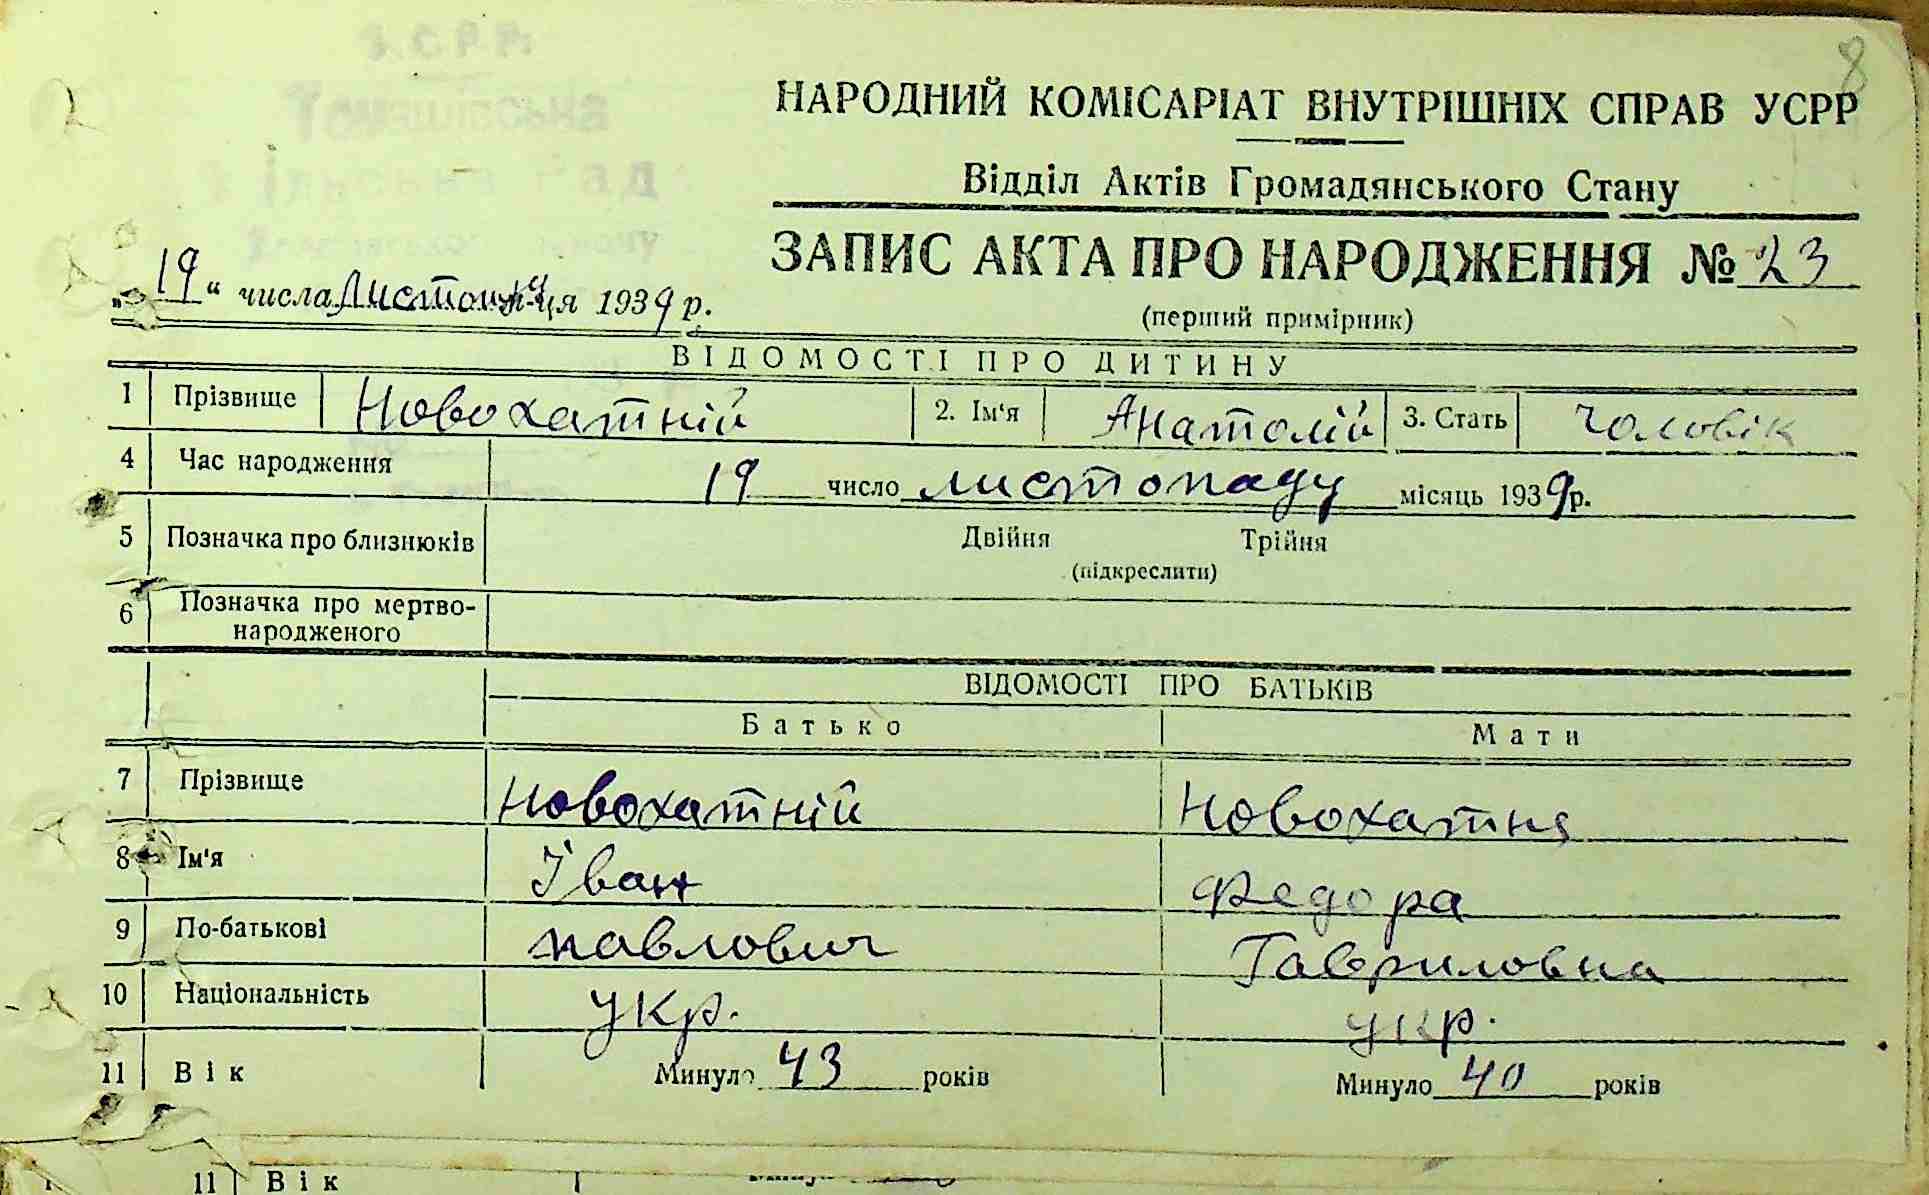 8
У.С.Р.Р.
Томашівська
НАРОДНИЙ КОМІСАРІАТ ВНУТРІШНІХ СПРАВ УСРР
Відділ Актів Громадянського Стану
ЗАПИС АКТА ПРО НАРОДЖЕННЯ № 23
(перший примірник)
„19“ числа Листопад м-ця 1939 р.
ВІДОМОСТІ ПРО ДИТИНУ
1 Прізвище Новохатній 2. Ім'я Анатолій 3. Стать чоловік
4 Час народження 19 число листопаду місяць 1939р.
5 Позначка про близнюків Двійня Трійня
(підкреслити)
6 Позначка про мертво-
народженого
ВІДОМОСТІ ПРО БАТЬКІВ
Батько Мати
7 Прізвище Новохатній Новохатня
8 Ім'я Іван Федора
9 По-батькові павлович Гавриловна
10 Національність укр. укр.
11 Вік Минуло 43 років Минуло 40 років
11 Вік